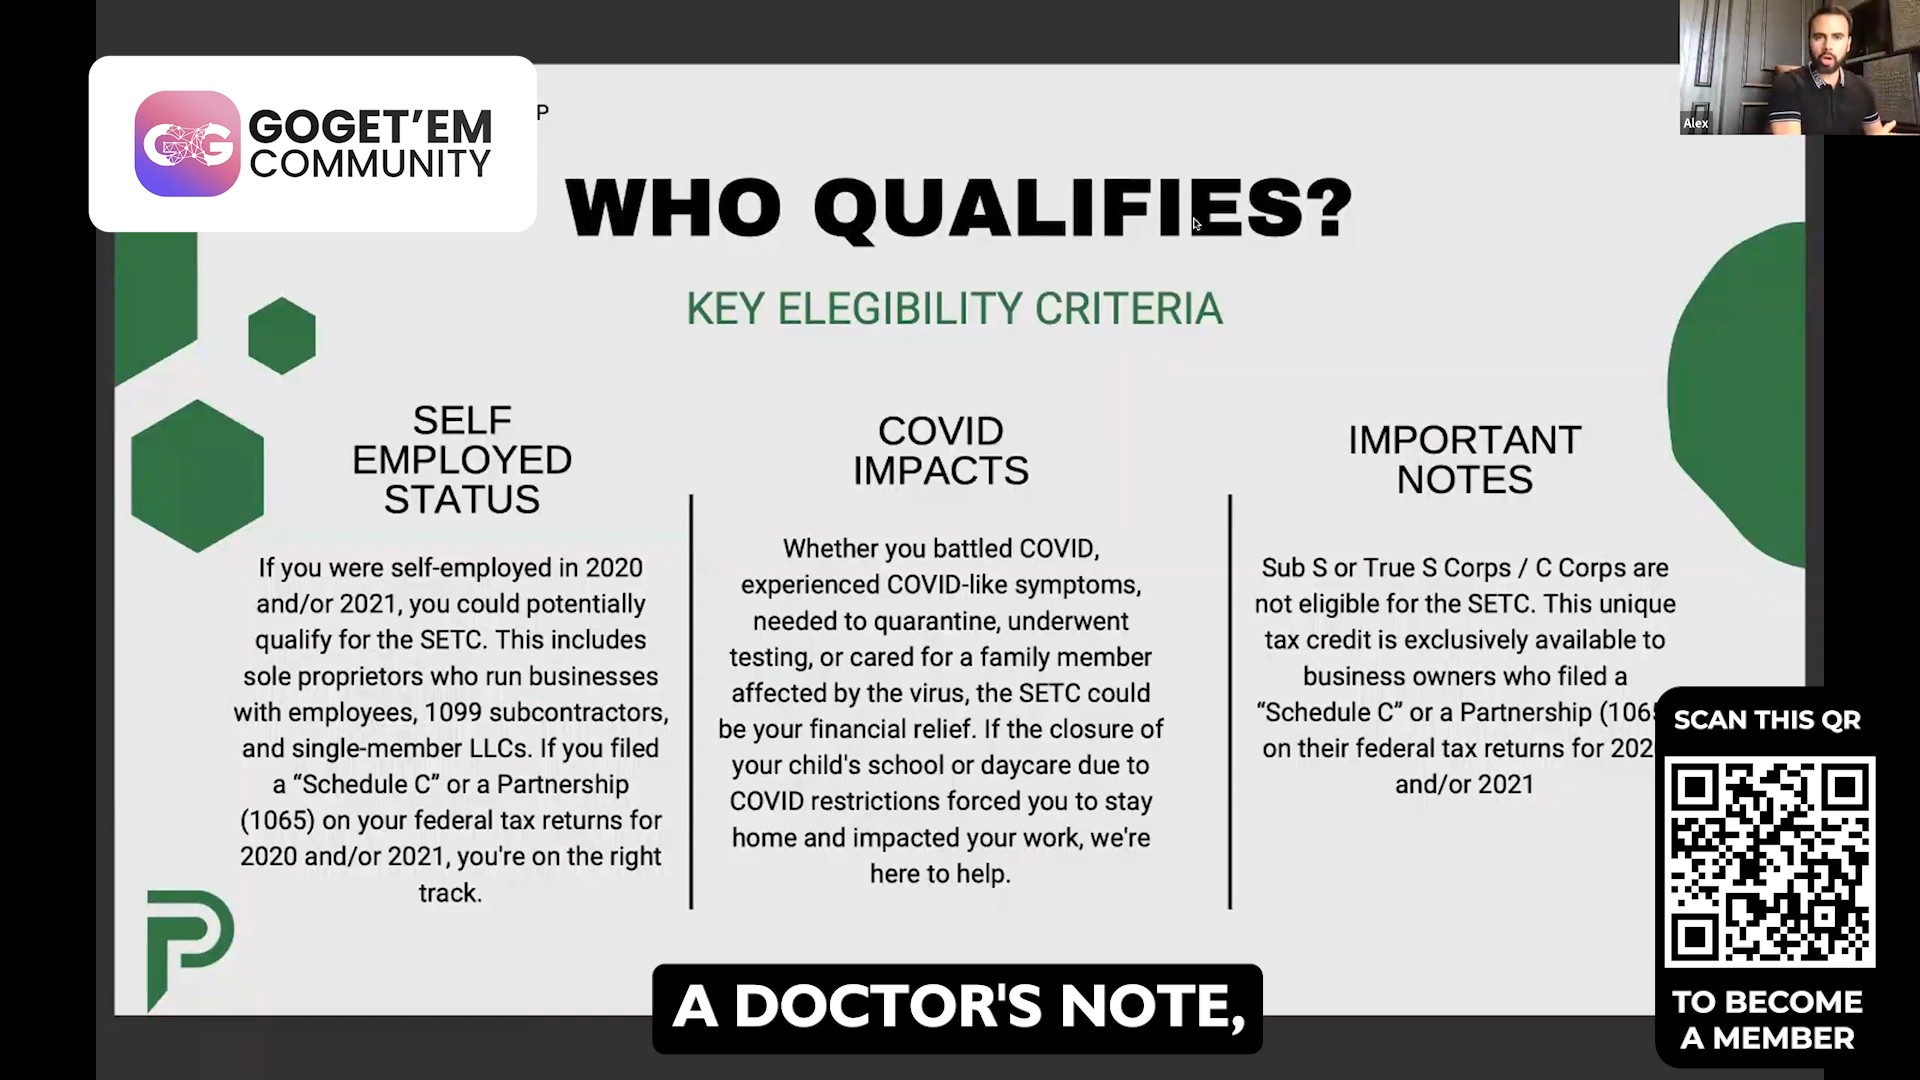 GOGET'EM
COMMUNITY
P
Alex
WHO QUALIFIES?
KEY ELEGIBILITY CRITERIA
SELF
EMPLOYED
STATUS
If you were self-employed in 2020
and/or 2021, you could potentially
qualify for the SETC. This includes
sole proprietors who run businesses
with employees, 1099 subcontractors,
and single-member LLCs. If you filed
a “Schedule C” or a Partnership
(1065) on your federal tax returns for
2020 and/or 2021, you're on the right
track.
COVID
IMPACTS
Whether you battled COVID,
experienced COVID-like symptoms,
needed to quarantine, underwent
testing, or cared for a family member
affected by the virus, the SETC could
be your financial relief. If the closure of
your child's school or daycare due to
COVID restrictions forced you to stay
home and impacted your work, we're
here to help.
IMPORTANT
NOTES
Sub S or True S Corps / C Corps are
not eligible for the SETC. This unique
tax credit is exclusively available to
business owners who filed a
“Schedule C” or a Partnership (106
on their federal tax returns for 202
and/or 2021
SCAN THIS QR
TO BECOME
A MEMBER
A DOCTOR'S NOTE,